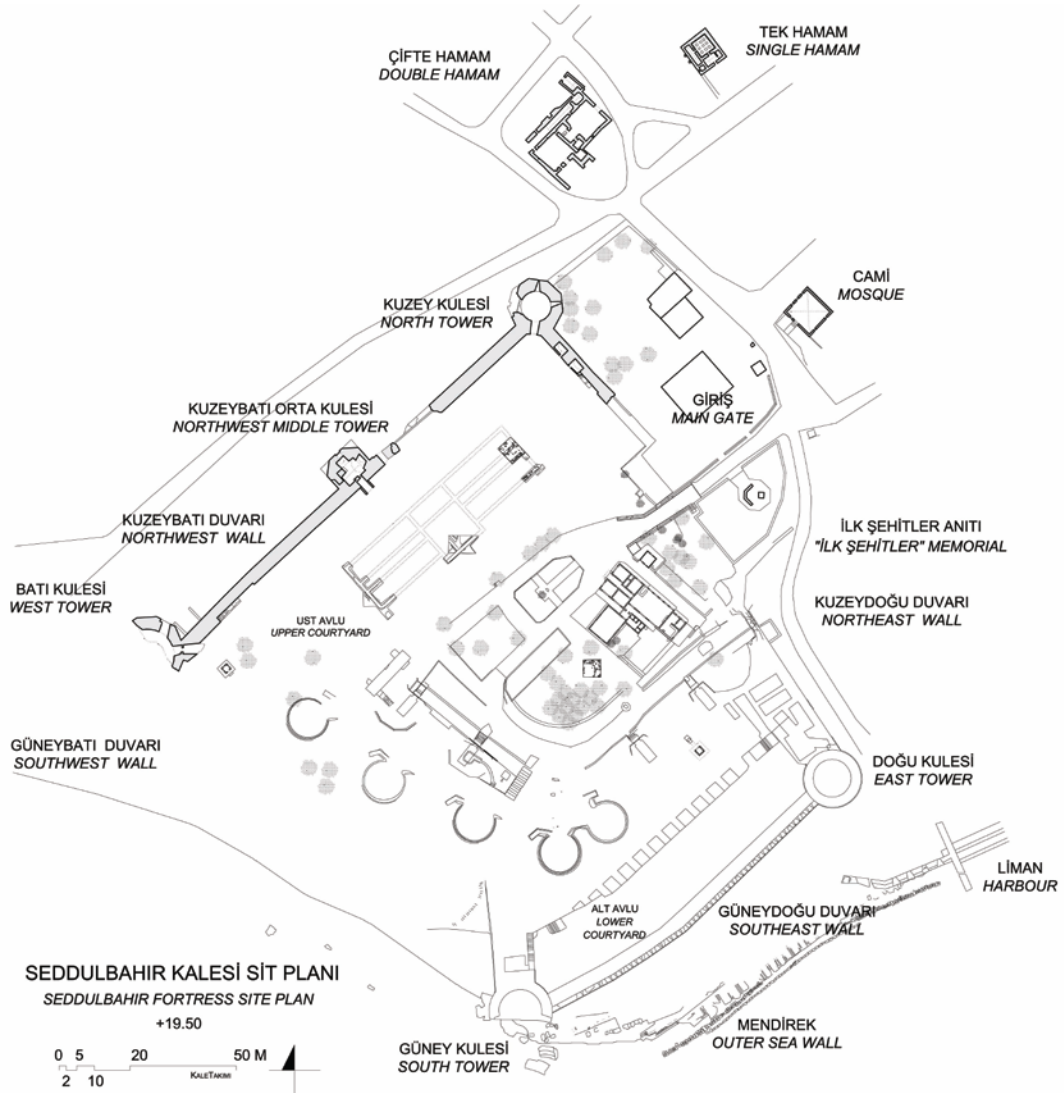 TEK HAMAM
SINGLE HAMAM
ÇİFTE HAMAM
DOUBLE HAMAM
CAMİ
MOSQUE
KUZEY KULESİ
NORTH TOWER
GİRİŞ
MAIN GATE
KUZEYBATI ORTA KULESİ
NORTHWEST MIDDLE TOWER
KUZEYBATI DUVARI
NORTHWEST WALL
İLK ŞEHİTLER ANITI
"İLK ŞEHİTLER" MEMORIAL
BATI KULESİ
WEST TOWER
KUZEYDOĞU DUVARI
NORTHEAST WALL
UST AVLU
UPPER COURTYARD
GÜNEYBATI DUVARI
SOUTHWEST WALL
DOĞU KULESİ
EAST TOWER
LİMAN
HARBOUR
ALT AVLU
LOWER
COURTYARD
GÜNEYDOĞU DUVARI
SOUTHEAST WALL
SEDDULBAHIR KALESİ SİT PLANI
SEDDULBAHIR FORTRESS SITE PLAN
+19.50
MENDİREK
OUTER SEA WALL
GÜNEY KULESİ
SOUTH TOWER
0 5 20 50 M
2 10
KALETAKIMI